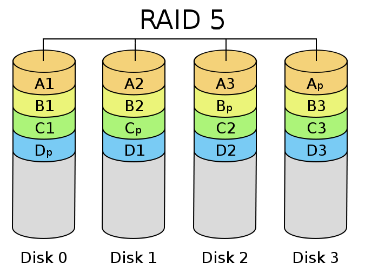 RAID 5
A1 A2 A3 Ap
B1 B2 Bp B3
C1 Cp C2 C3
Dp D1 D2 D3
Disk 0 Disk 1 Disk 2 Disk 3